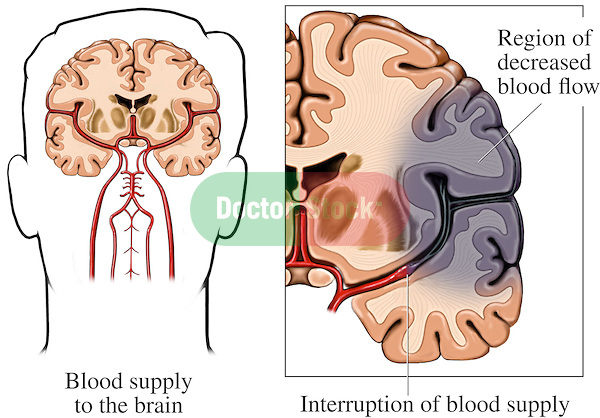 Region of
decreased
blood flow
Doctor Stock
Blood supply
to the brain
Interruption of blood supply